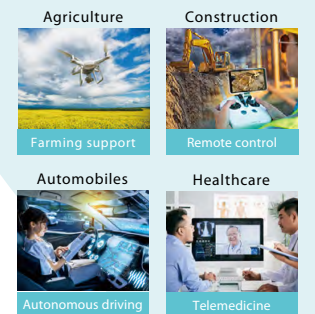 Agriculture
Construction
Farming support
Remote control
Automobiles
Healthcare
Autonomous driving
Telemedicine